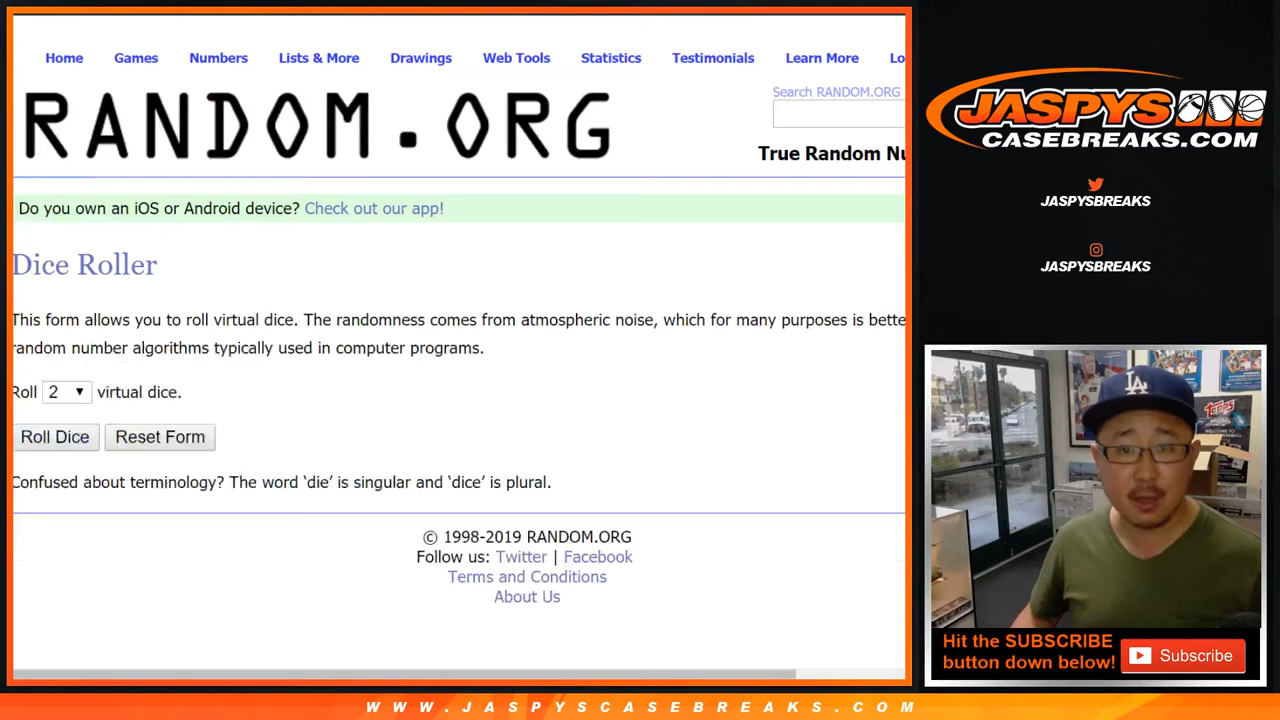 Home Games Numbers Lists & More Drawings Web Tools Statistics Testimonials Learn More Lo
RANDOM.ORG
Search RANDOM.ORG
True Random Nu
Do you own an iOS or Android device? Check out our app!
Dice Roller
This form allows you to roll virtual dice. The randomness comes from atmospheric noise, which for many purposes is bette
random number algorithms typically used in computer programs.
Roll 2 virtual dice.
Roll Dice Reset Form
Confused about terminology? The word ‘die’ is singular and ‘dice’ is plural.
© 1998-2019 RANDOM.ORG
Follow us: Twitter | Facebook
Terms and Conditions
About Us
JASPYS
CASEBREAKS.COM
JASPYSBREAKS
JASPYSBREAKS
LA
Topps
Hit the SUBSCRIBE
button down below!
Subscribe
WWW.JASPYSCASEBREAKS.COM